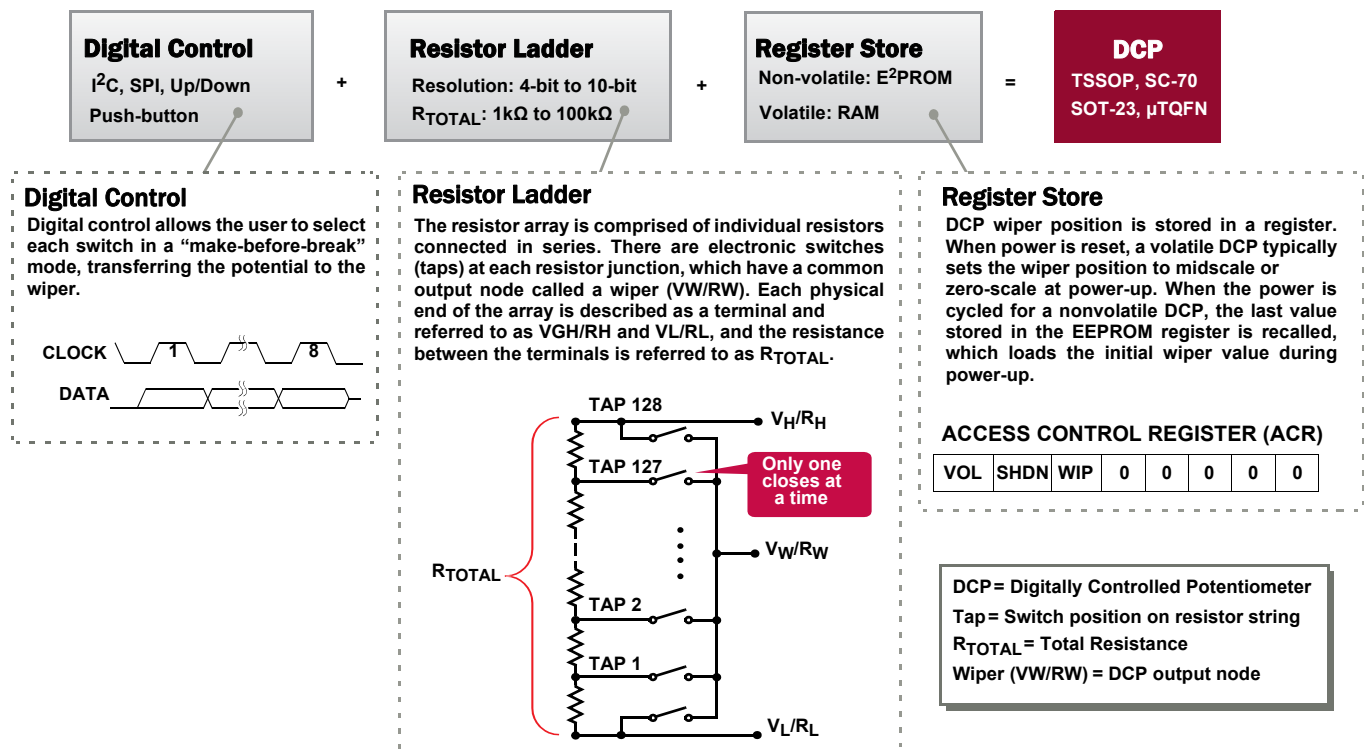 Digital Control
I2C, SPI, Up/Down
Push-button
+
Resistor Ladder
Resolution: 4-bit to 10-bit
RTOTAL: 1kΩ to 100kΩ
+
Register Store
Non-volatile: E2PROM
Volatile: RAM
=
DCP
TSSOP, SC-70
SOT-23, µTQFN
Digital Control
Digital control allows the user to select
each switch in a “make-before-break”
mode, transferring the potential to the
wiper.
CLOCK 1 8
DATA
Resistor Ladder
The resistor array is comprised of individual resistors
connected in series. There are electronic switches
(taps) at each resistor junction, which have a common
output node called a wiper (VW/RW). Each physical
end of the array is described as a terminal and
referred to as VGH/RH and VL/RL, and the resistance
between the terminals is referred to as RTOTAL.
TAP 128
VH/RH
TAP 127
Only one
closes at
a time
VW/RW
RTOTAL
TAP 2
TAP 1
VL/RL
Register Store
DCP wiper position is stored in a register.
When power is reset, a volatile DCP typically
sets the wiper position to midscale or
zero-scale at power-up. When the power is
cycled for a nonvolatile DCP, the last value
stored in the EEPROM register is recalled,
which loads the initial wiper value during
power-up.
ACCESS CONTROL REGISTER (ACR)
VOL SHDN WIP 0 0 0 0 0
DCP = Digitally Controlled Potentiometer
Tap = Switch position on resistor string
RTOTAL = Total Resistance
Wiper (VW/RW) = DCP output node